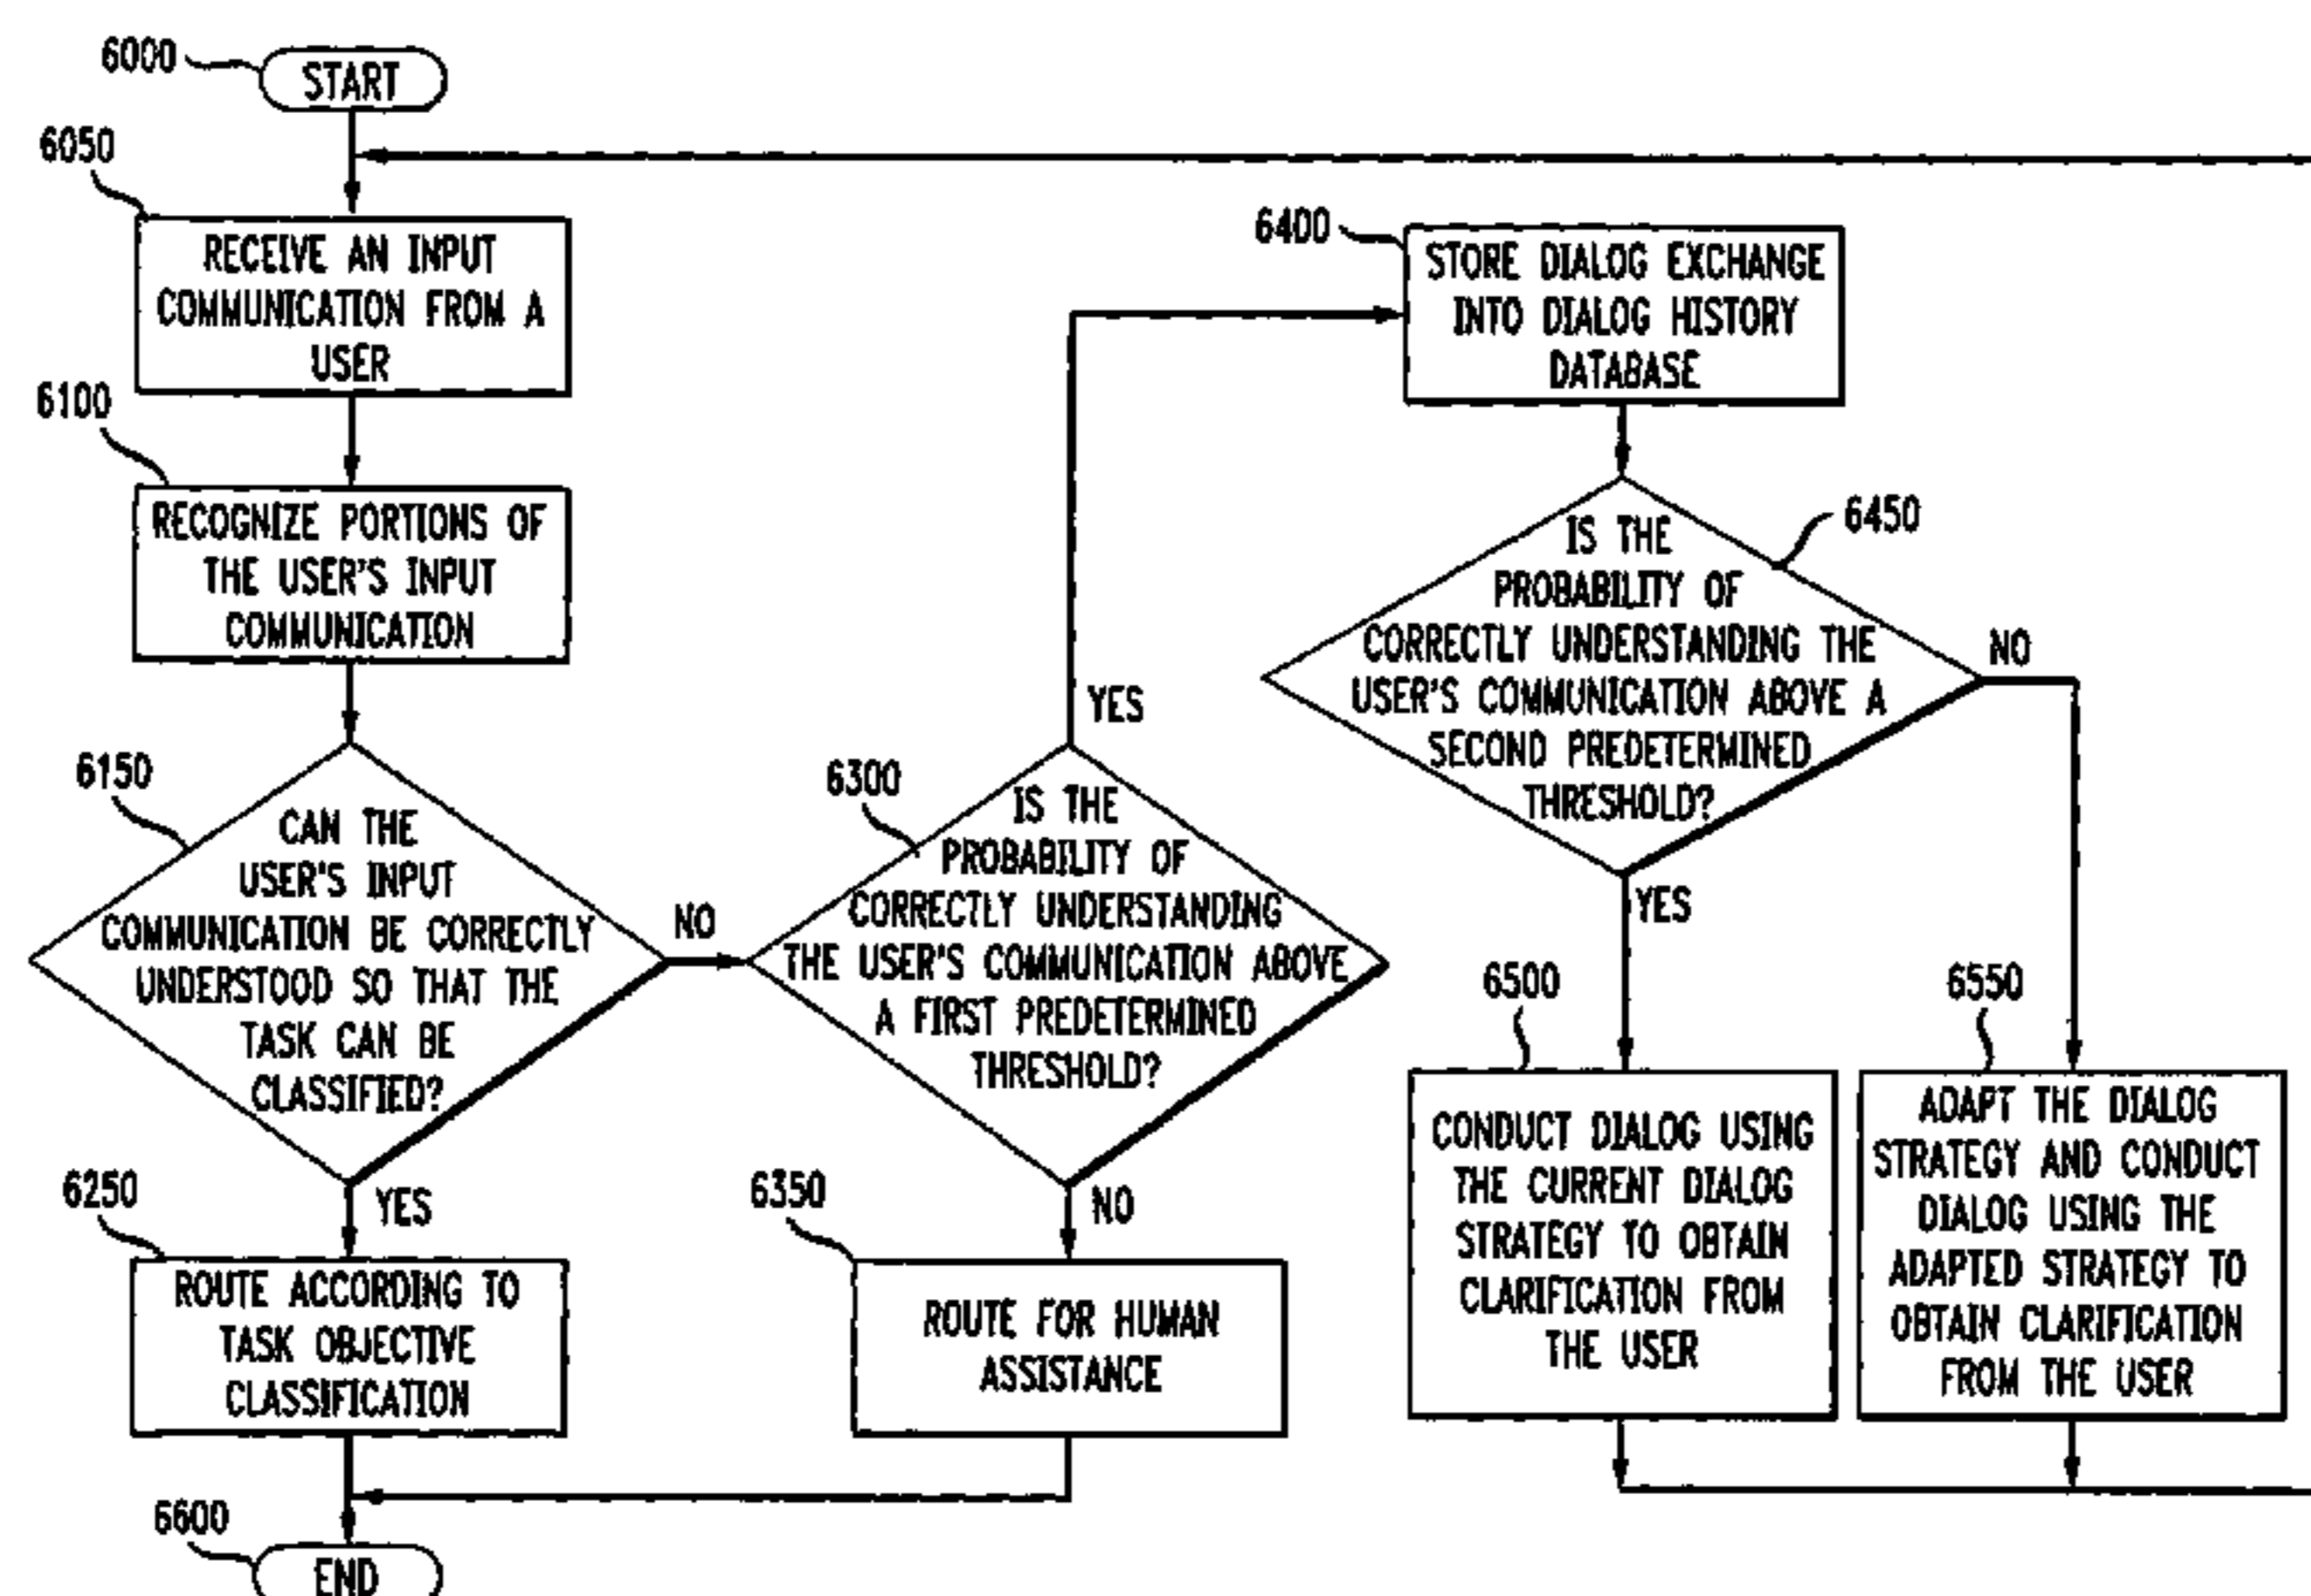 6000
START
6050
RECEIVE AN INPUT
COMMUNICATION FROM A
USER
6100
RECOGNIZE PORTIONS OF
THE USER'S INPUT
COMMUNICATION
6150
CAN THE
USER'S INPUT
COMMUNICATION BE CORRECTLY
UNDERSTOOD SO THAT THE
TASK CAN BE
CLASSIFIED?
NO
YES
6250
ROUTE ACCORDING TO
TASK OBJECTIVE
CLASSIFICATION
6300
IS THE
PROBABILITY OF
CORRECTLY UNDERSTANDING
THE USER'S COMMUNICATION ABOVE
A FIRST PREDETERMINED
THRESHOLD?
YES
NO
6350
ROUTE FOR HUMAN
ASSISTANCE
6400
STORE DIALOG EXCHANGE
INTO DIALOG HISTORY
DATABASE
6450
IS THE
PROBABILITY OF
CORRECTLY UNDERSTANDING THE
USER'S COMMUNICATION ABOVE A
SECOND PREDETERMINED
THRESHOLD?
NO
YES
6500
CONDUCT DIALOG USING
THE CURRENT DIALOG
STRATEGY TO OBTAIN
CLARIFICATION FROM
THE USER
6550
ADAPT THE DIALOG
STRATEGY AND CONDUCT
DIALOG USING THE
ADAPTED STRATEGY TO
OBTAIN CLARIFICATION
FROM THE USER
6600
END